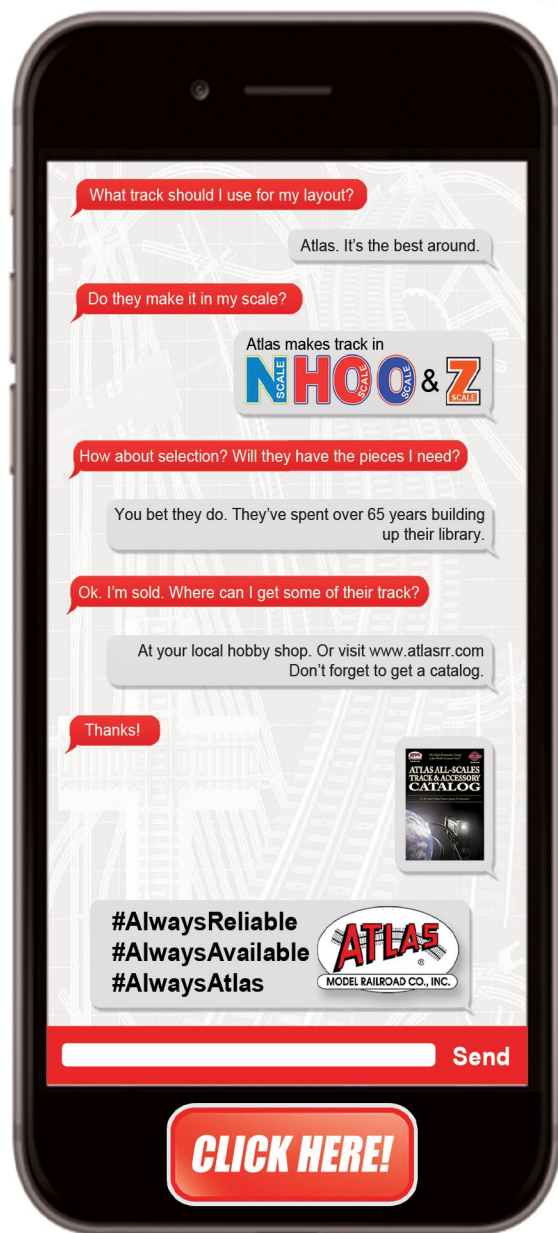 What track should I use for my layout?
Atlas. It's the best around.
Do they make it in my scale?
Atlas makes track in
N SCALE HO SCALE O SCALE & Z SCALE
How about selection? Will they have the pieces I need?
You bet they do. They've spent over 65 years building
up their library.
Ok. I'm sold. Where can I get some of their track?
At your local hobby shop. Or visit www.atlasrr.com
Don't forget to get a catalog.
Thanks!
ATLAS ALL-SCALES
TRACK & ACCESSORY
CATALOG
#AlwaysReliable
#AlwaysAvailable
#AlwaysAtlas
ATLAS
®
MODEL RAILROAD CO., INC.
Send
CLICK HERE!